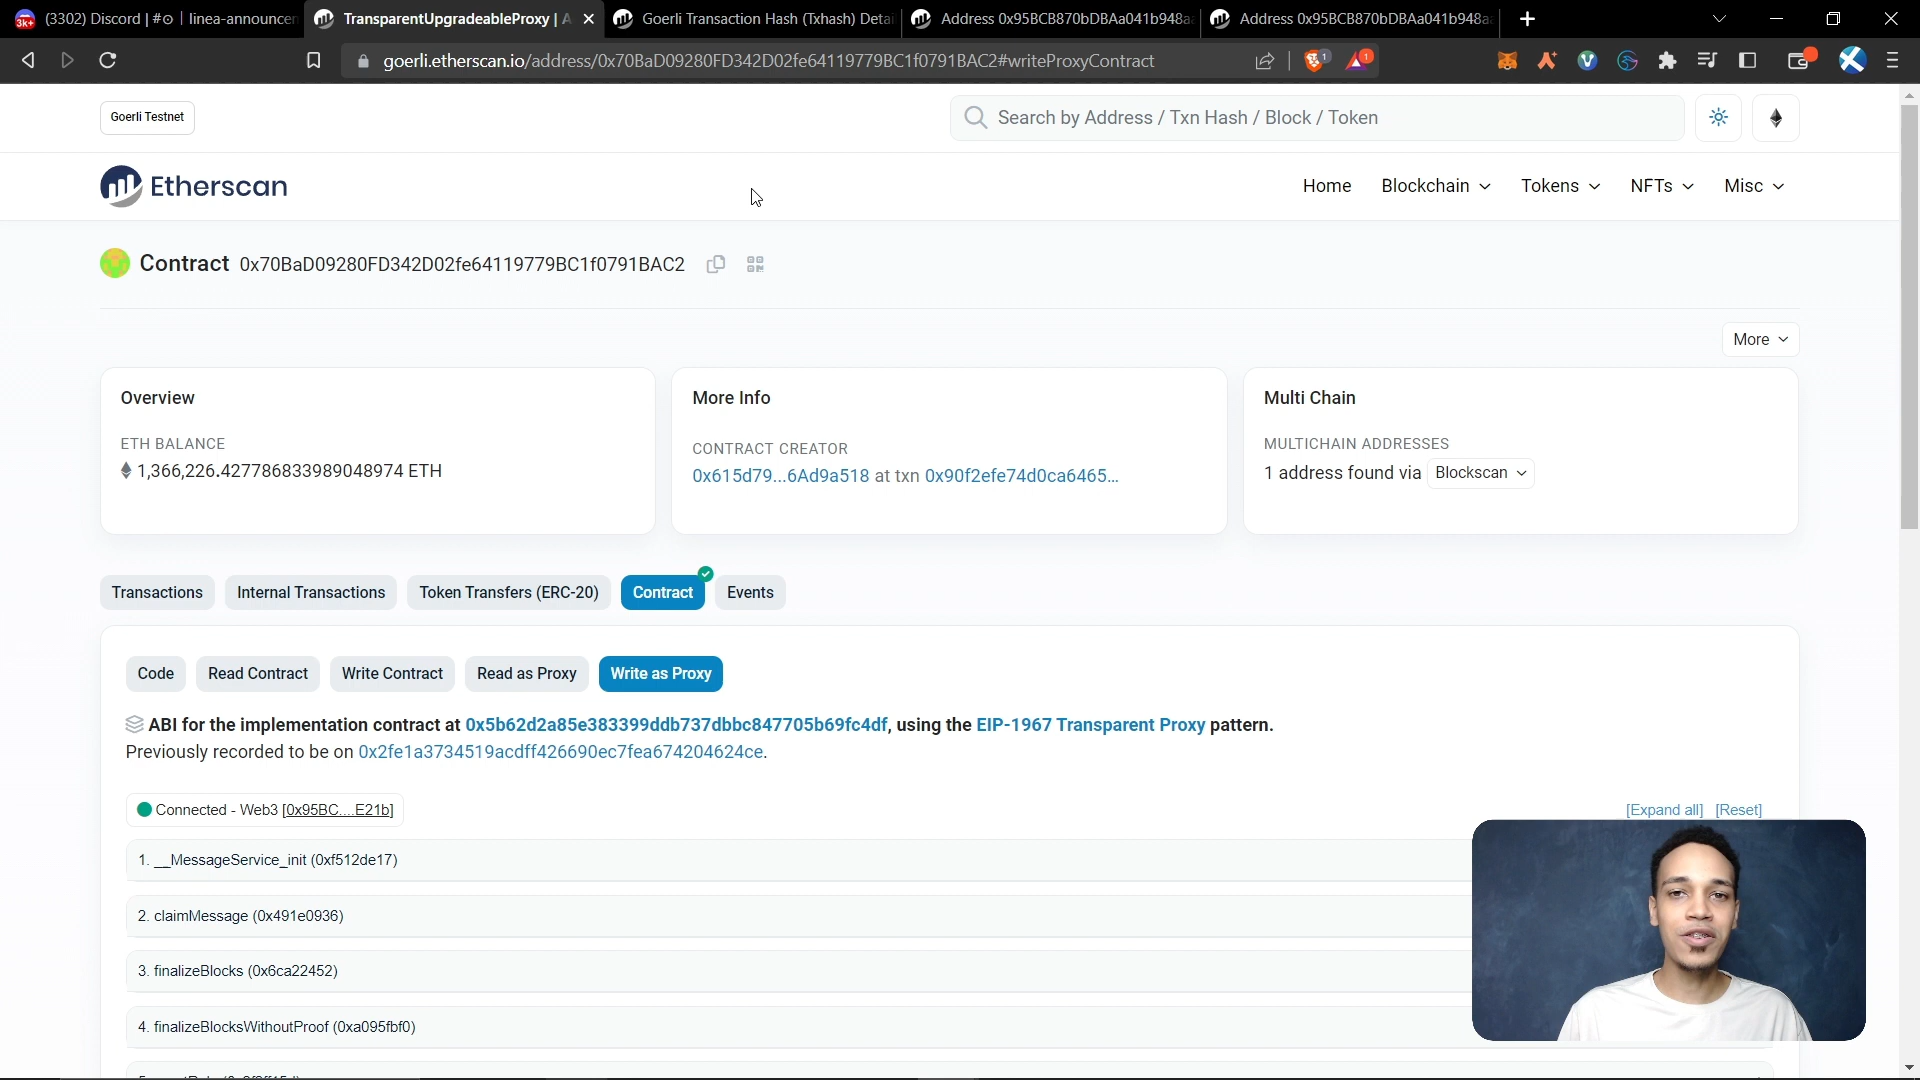 3k+ (3302) Discord | #⊙ | linea-announcen
TransparentUpgradeableProxy | A
Goerli Transaction Hash (Txhash) Detai
Address 0x95BCB870bDBAa041b948aa
Address 0x95BCB870bDBAa041b948aa
goerli.etherscan.io/address/0x70BaD09280FD342D02fe64119779BC1f0791BAC2#writeProxyContract
1
1
Goerli Testnet
Search by Address / Txn Hash / Block / Token
Etherscan
Home Blockchain Tokens NFTs Misc
Contract 0x70BaD09280FD342D02fe64119779BC1f0791BAC2
More
Overview
ETH BALANCE
1,366,226.427786833989048974 ETH
More Info
CONTRACT CREATOR
0x615d79...6Ad9a518 at txn 0x90f2efe74d0ca6465...
Multi Chain
MULTICHAIN ADDRESSES
1 address found via Blockscan
Transactions Internal Transactions Token Transfers (ERC-20) Contract Events
Code Read Contract Write Contract Read as Proxy Write as Proxy
ABI for the implementation contract at 0x5b62d2a85e383399ddb737dbbc847705b69fc4df, using the EIP-1967 Transparent Proxy pattern.
Previously recorded to be on 0x2fe1a3734519acdff426690ec7fea674204624ce.
Connected - Web3 [0x95BC....E21b]
[Expand all] [Reset]
1. __MessageService_init (0xf512de17)
2. claimMessage (0x491e0936)
3. finalizeBlocks (0x6ca22452)
4. finalizeBlocksWithoutProof (0xa095fbf0)